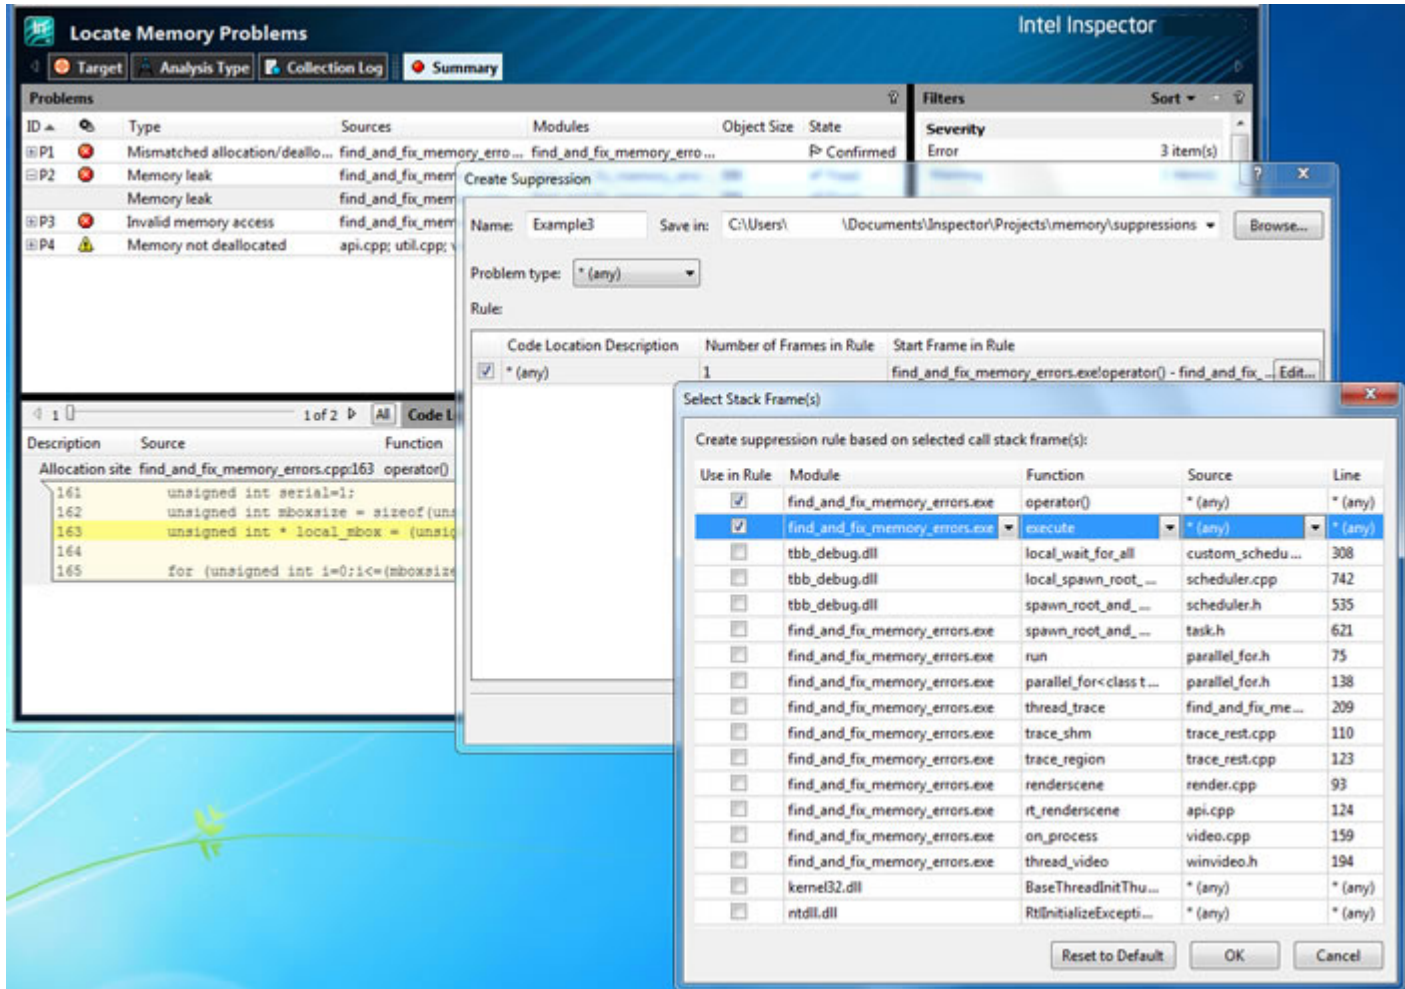 Locate Memory Problems
Intel Inspector
Target Analysis Type Collection Log Summary
Problems
Filters Sort
ID Type Sources Modules Object Size State
Severity
P1 Mismatched allocation/deallo... find_and_fix_memory_erro... find_and_fix_memory_erro... Confirmed
Error 3 item(s)
P2 Memory leak find_and_fix_mem
Memory leak find_and_fix_mem
P3 Invalid memory access find_and_fix_mem
P4 Memory not deallocated api.cpp; util.cpp; v
1 1 of 2 All Code L
Description Source Function
Allocation site find_and_fix_memory_errors.cpp:163 operator()
161 unsigned int serial=1;
162 unsigned int mboxsize = sizeof(uns
163 unsigned int * local_mbox = (unsig
164
165 for (unsigned int i=0;i<=(mboxsize
Create Suppression
? X
Name: Example3 Save in: C:\Users\ \Documents\Inspector\Projects\memory\suppressions Browse...
Problem type: * (any)
Rule:
Code Location Description Number of Frames in Rule Start Frame in Rule
* (any) 1 find_and_fix_memory_errors.exe!operator() - find_and_fix_... Edit...
Select Stack Frame(s)
X
Create suppression rule based on selected call stack frame(s):
Use in Rule Module Function Source Line
find_and_fix_memory_errors.exe operator() * (any) * (any)
find_and_fix_memory_errors.exe execute * (any) * (any)
tbb_debug.dll local_wait_for_all custom_schedu... 308
tbb_debug.dll local_spawn_root_... scheduler.cpp 742
tbb_debug.dll spawn_root_and_... scheduler.h 535
find_and_fix_memory_errors.exe spawn_root_and_... task.h 621
find_and_fix_memory_errors.exe run parallel_for.h 75
find_and_fix_memory_errors.exe parallel_for<class t... parallel_for.h 138
find_and_fix_memory_errors.exe thread_trace find_and_fix_me... 209
find_and_fix_memory_errors.exe trace_shm trace_rest.cpp 110
find_and_fix_memory_errors.exe trace_region trace_rest.cpp 123
find_and_fix_memory_errors.exe renderscene render.cpp 93
find_and_fix_memory_errors.exe rt_renderscene api.cpp 124
find_and_fix_memory_errors.exe on_process video.cpp 159
find_and_fix_memory_errors.exe thread_video winvideo.h 194
kernel32.dll BaseThreadInitThu... * (any) * (any)
ntdll.dll RtlInitializeExcepti... * (any) * (any)
Reset to Default OK Cancel